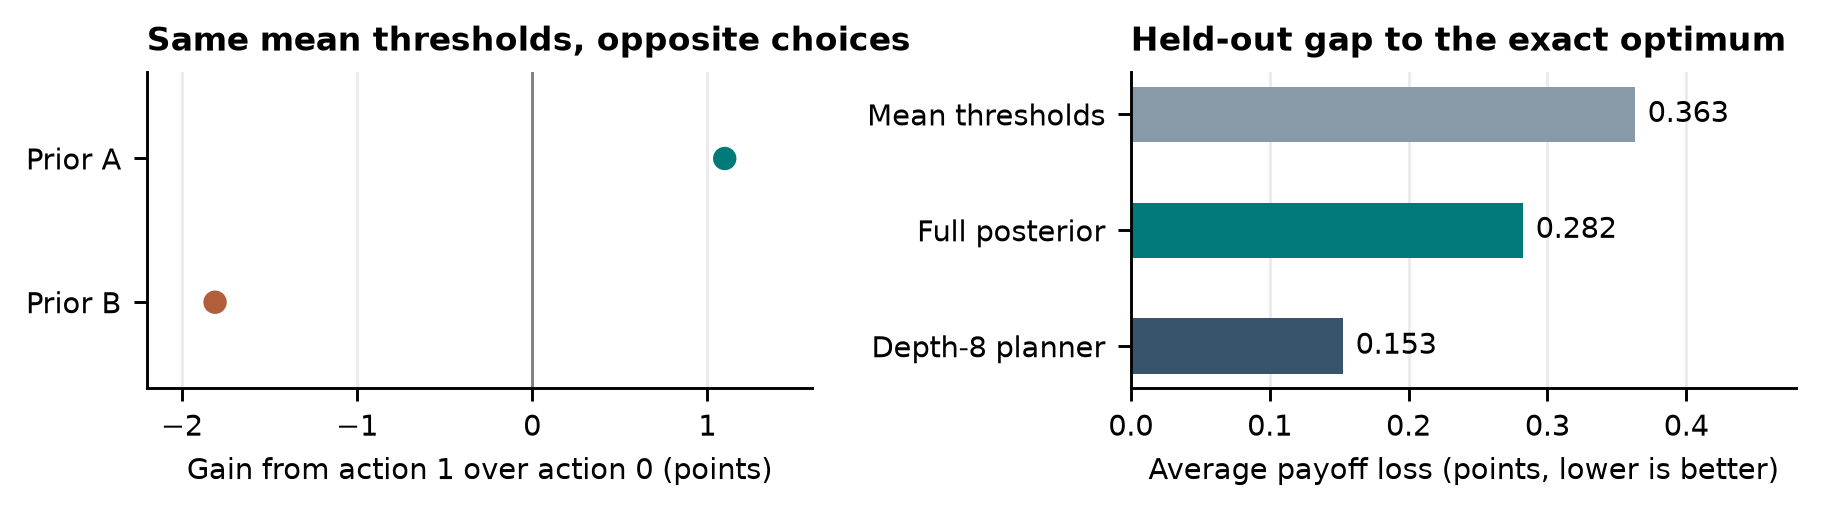 Same mean thresholds, opposite choices
Prior A
Prior B
−2
−1
0
1
Gain from action 1 over action 0 (points)
Held-out gap to the exact optimum
Mean thresholds
0.363
Full posterior
0.282
Depth-8 planner
0.153
0.0
0.1
0.2
0.3
0.4
Average payoff loss (points, lower is better)